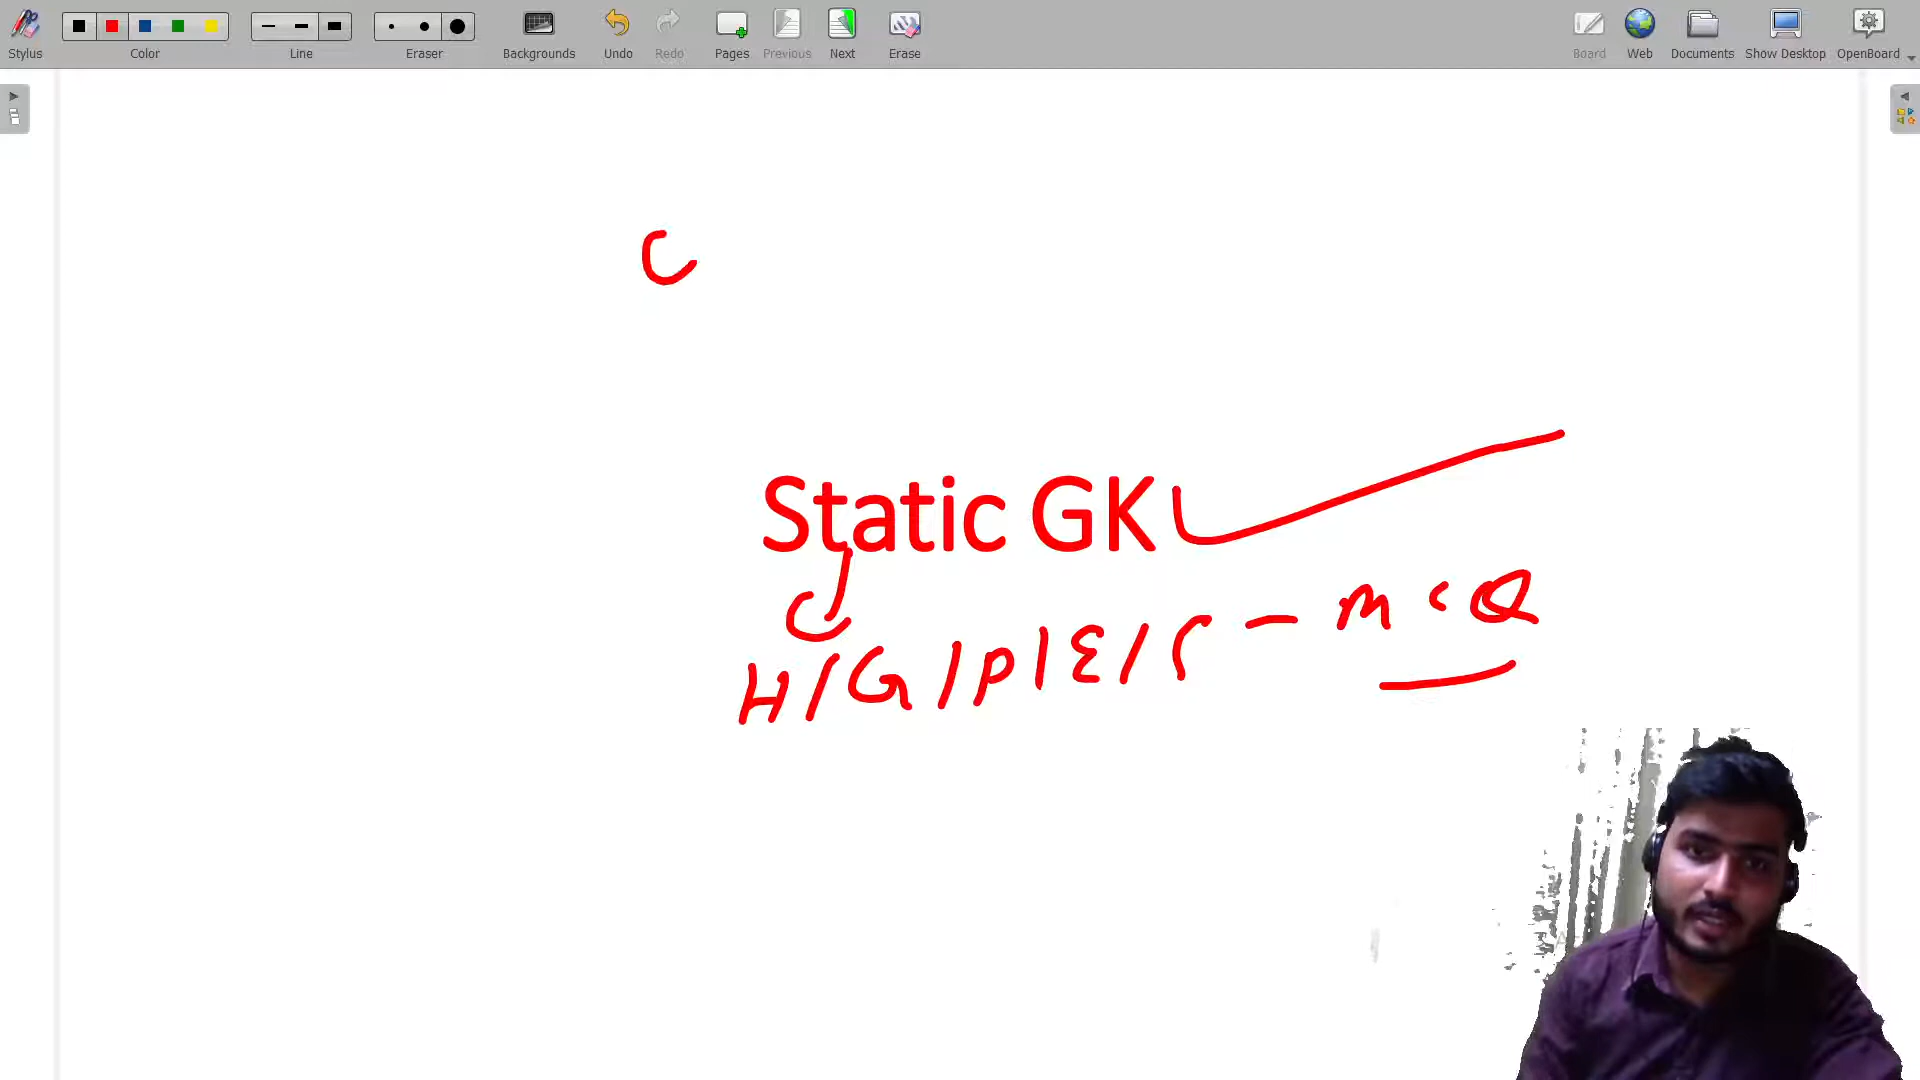 Stylus Color Line Eraser Backgrounds Undo Redo Pages Previous Next Erase Board Web Documents Show Desktop OpenBoard
C
Static GK
H/G/P/E/ - MCQ